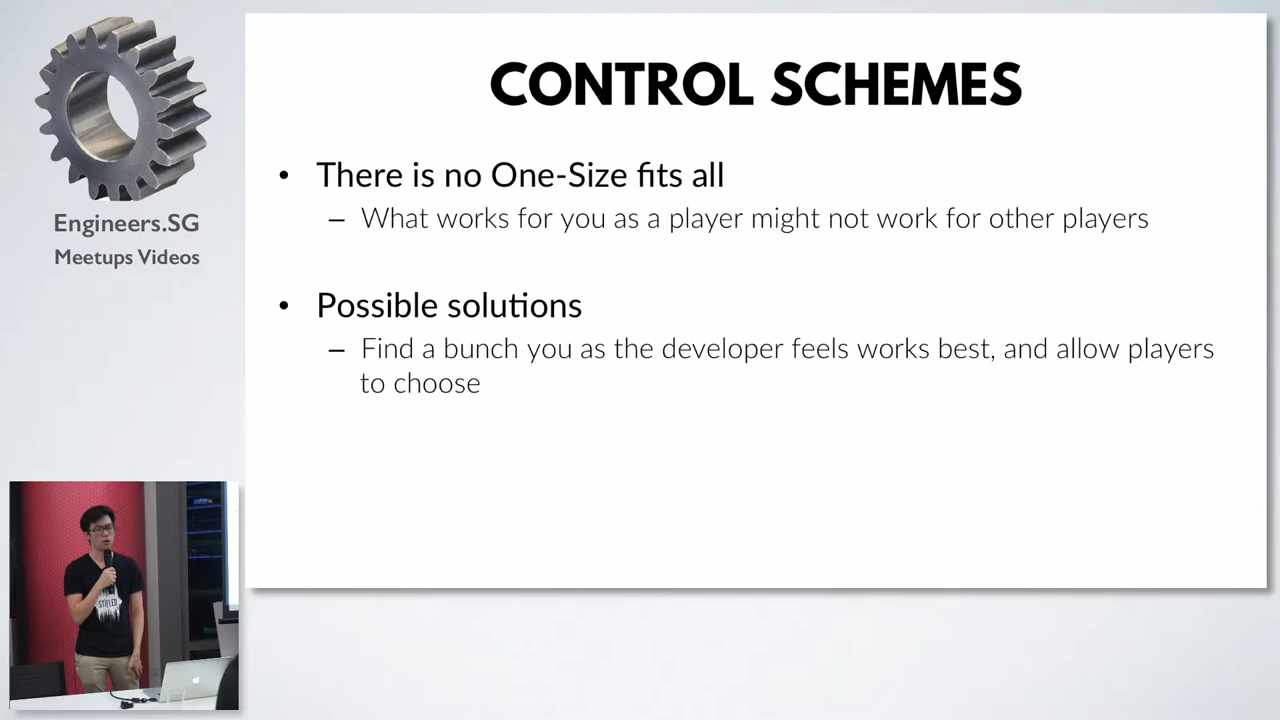 CONTROL SCHEMES
• There is no One-Size fits all
– What works for you as a player might not work for other players
• Possible solutions
– Find a bunch you as the developer feels works best, and allow players
to choose
Engineers.SG
Meetups Videos
STIFLED